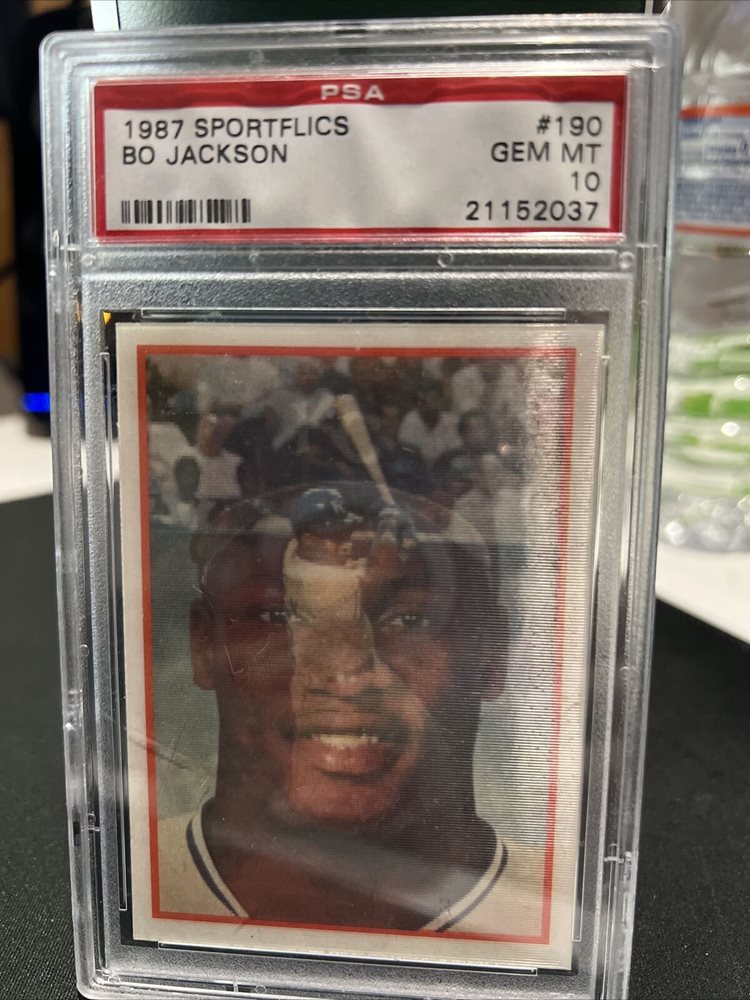 PSA
1987 SPORTFLICS #190
BO JACKSON GEM MT
10
21152037